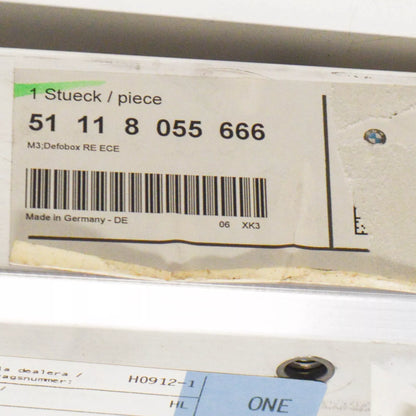 1 Stueck / piece
51 11 8 055 666
M3;Defobox RE ECE
Made in Germany - DE 06 XK3
dealera /
agsnummer: H0912-1
HL
ONE